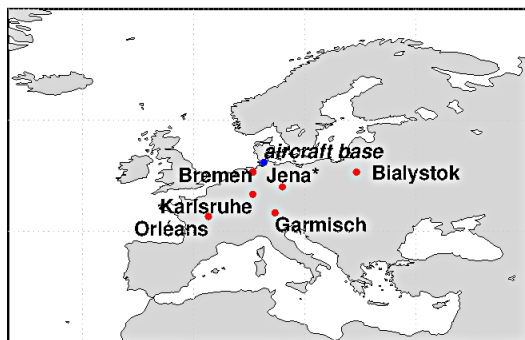 aircraft base
Bremen Jena* Bialystok
Karlsruhe
Orléans Garmisch